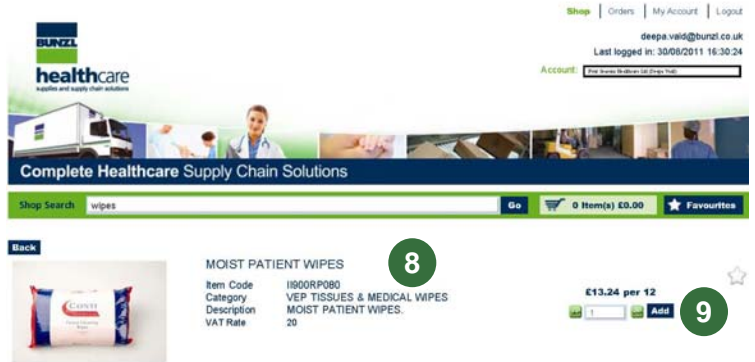 Shop Orders My Account Logout
deepa.vaid@bunzl.co.uk
Last logged in: 30/08/2011 16:30:24
Account:
BUNZL
healthcare
supplies and supply chain solutions
Complete Healthcare Supply Chain Solutions
Shop Search wipes Go 0 Item(s) £0.00 Favourites
Back
MOIST PATIENT WIPES 8
Item Code II900RP080
Category VEP TISSUES & MEDICAL WIPES
Description MOIST PATIENT WIPES.
VAT Rate 20
£13.24 per 12
1 Add 9
CONTI